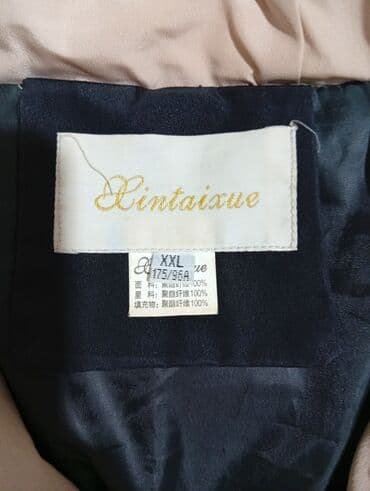 Xintaixue
XXL
175/96A
面 料: 聚酯纤维100%
里 料: 聚酯纤维100%
填充物: 聚酯纤维100%